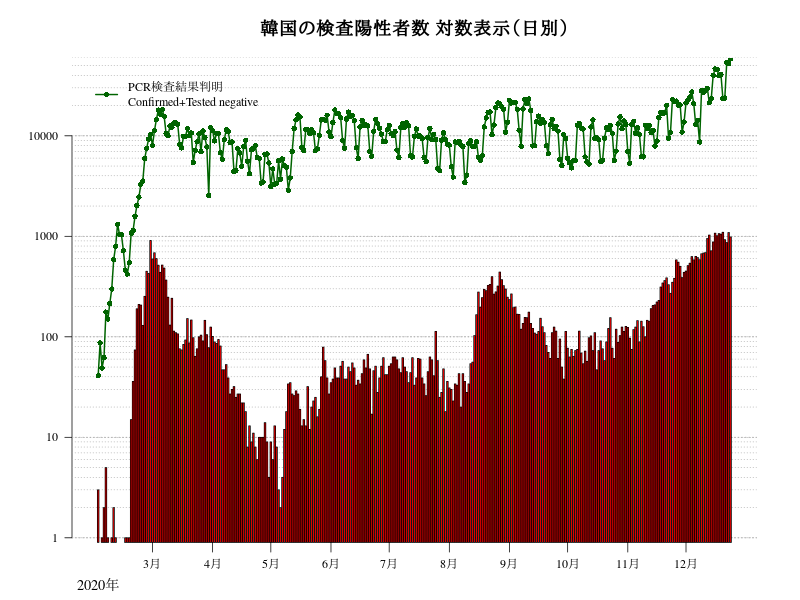 韓国の検査陽性者数 対数表示（日別）
PCR検査結果判明
Confirmed+Tested negative
10000
1000
100
10
1
3月 4月 5月 6月 7月 8月 9月 10月 11月 12月
2020年